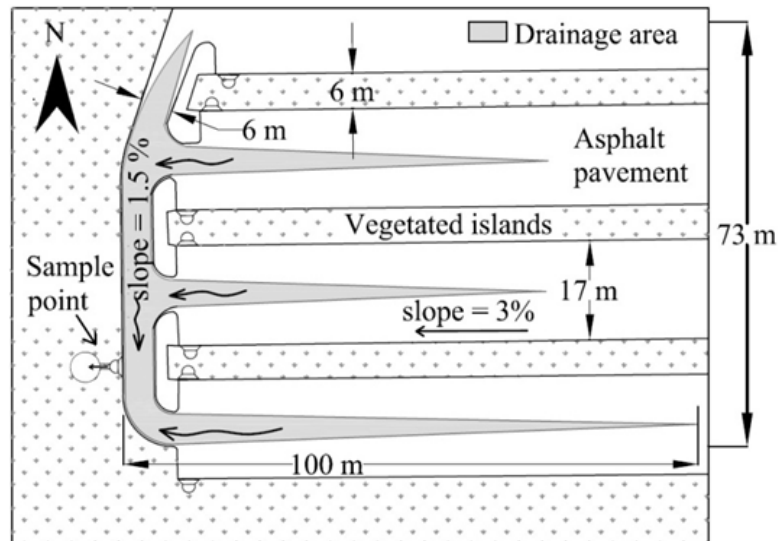 N
Drainage area
6 m
6 m
Asphalt
pavement
slope = 1.5 %
Vegetated islands
73 m
Sample
point
17 m
slope = 3%
100 m